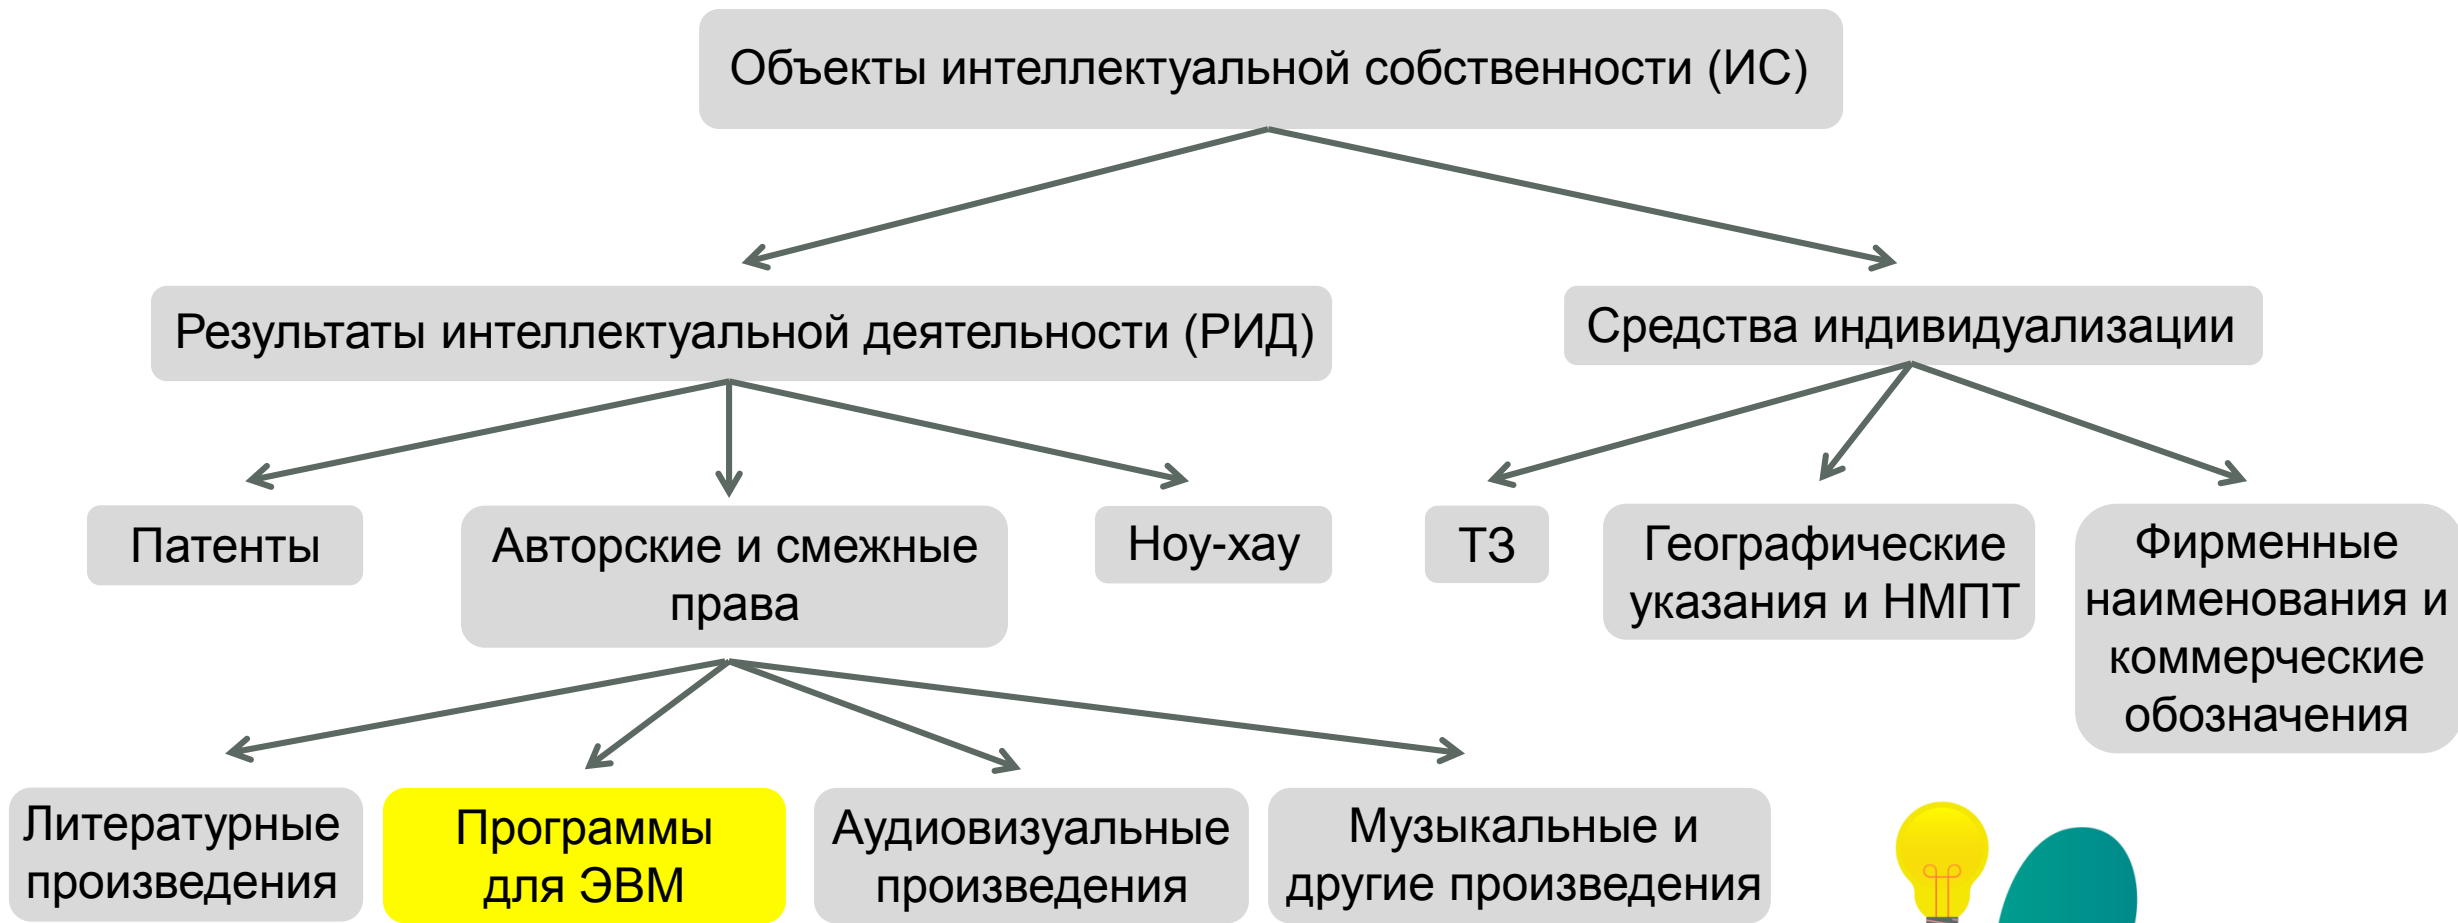 Объекты интеллектуальной собственности (ИС)
Результаты интеллектуальной деятельности (РИД)
Средства индивидуализации
Патенты
Авторские и смежные
права
Ноу-хау
ТЗ
Географические
указания и НМПТ
Фирменные
наименования и
коммерческие
обозначения
Литературные
произведения
Программы
для ЭВМ
Аудиовизуальные
произведения
Музыкальные и
другие произведения